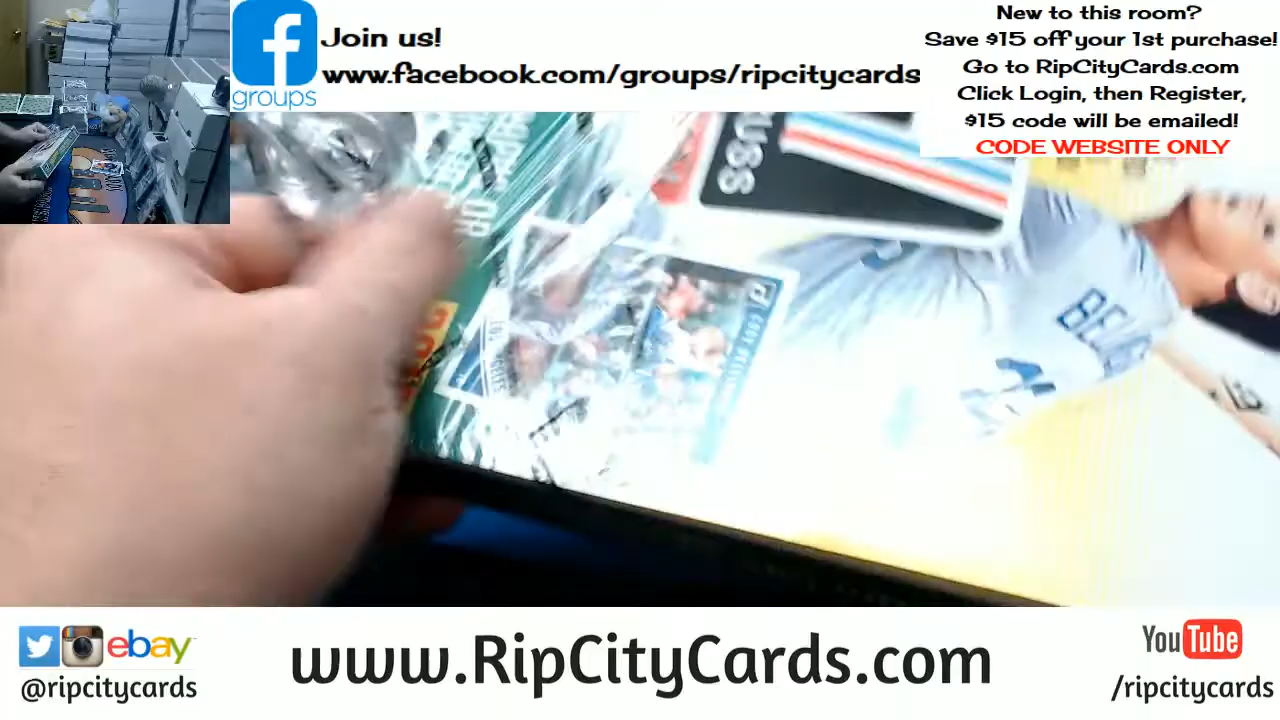 Join us!
www.facebook.com/groups/ripcitycards
groups
New to this room?
Save $15 off your 1st purchase!
Go to RipCityCards.com
Click Login, then Register,
$15 code will be emailed!
CODE WEBSITE ONLY
ebay
@ripcitycards
www.RipCityCards.com
YouTube
/ripcitycards